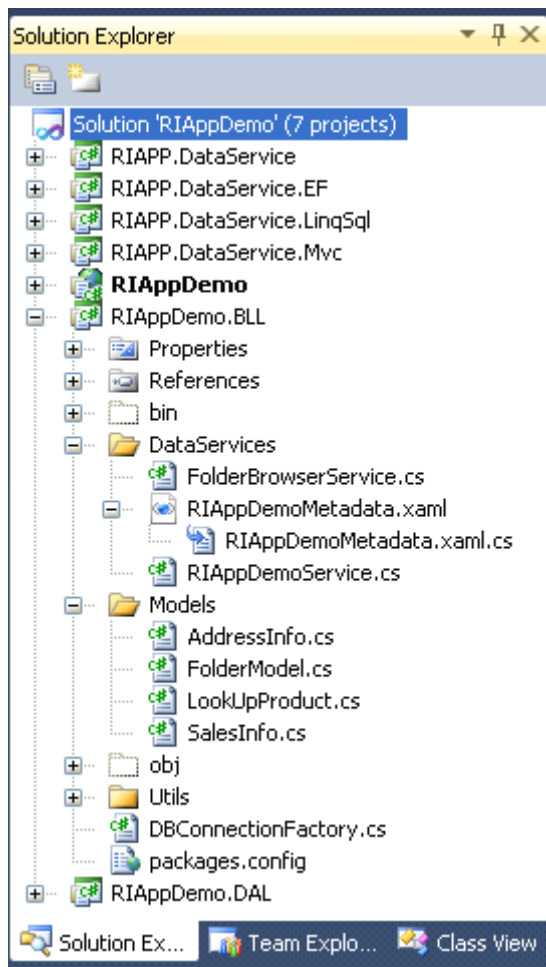 Solution Explorer
Solution 'RIAppDemo' (7 projects)
RIAPP.DataService
RIAPP.DataService.EF
RIAPP.DataService.LinqSql
RIAPP.DataService.Mvc
RIAppDemo
RIAppDemo.BLL
Properties
References
bin
DataServices
FolderBrowserService.cs
RIAppDemoMetadata.xaml
RIAppDemoMetadata.xaml.cs
RIAppDemoService.cs
Models
AddressInfo.cs
FolderModel.cs
LookUpProduct.cs
SalesInfo.cs
obj
Utils
DBConnectionFactory.cs
packages.config
RIAppDemo.DAL
Solution Ex... Team Explo... Class View